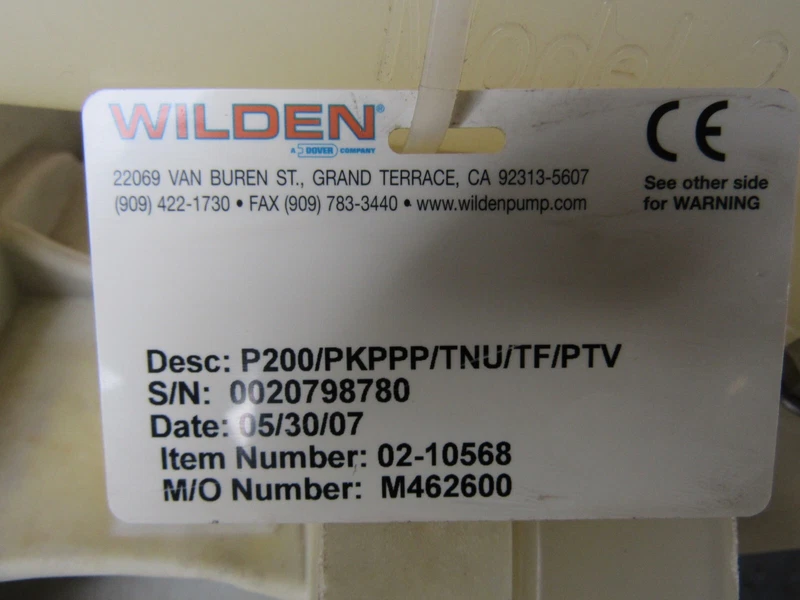 Model 2
WILDEN®
A DOVER COMPANY
22069 VAN BUREN ST., GRAND TERRACE, CA 92313-5607
(909) 422-1730 • FAX (909) 783-3440 • www.wildenpump.com
CE
See other side
for WARNING
Desc: P200/PKPPP/TNU/TF/PTV
S/N: 0020798780
Date: 05/30/07
Item Number: 02-10568
M/O Number: M462600